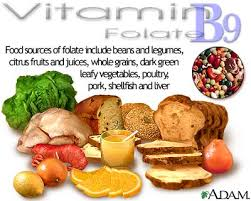 Vitamin B9
Folate
Food sources of folate include beans and legumes,
citrus fruits and juices, whole grains, dark green
leafy vegetables, poultry,
pork, shellfish and liver
ADAM.